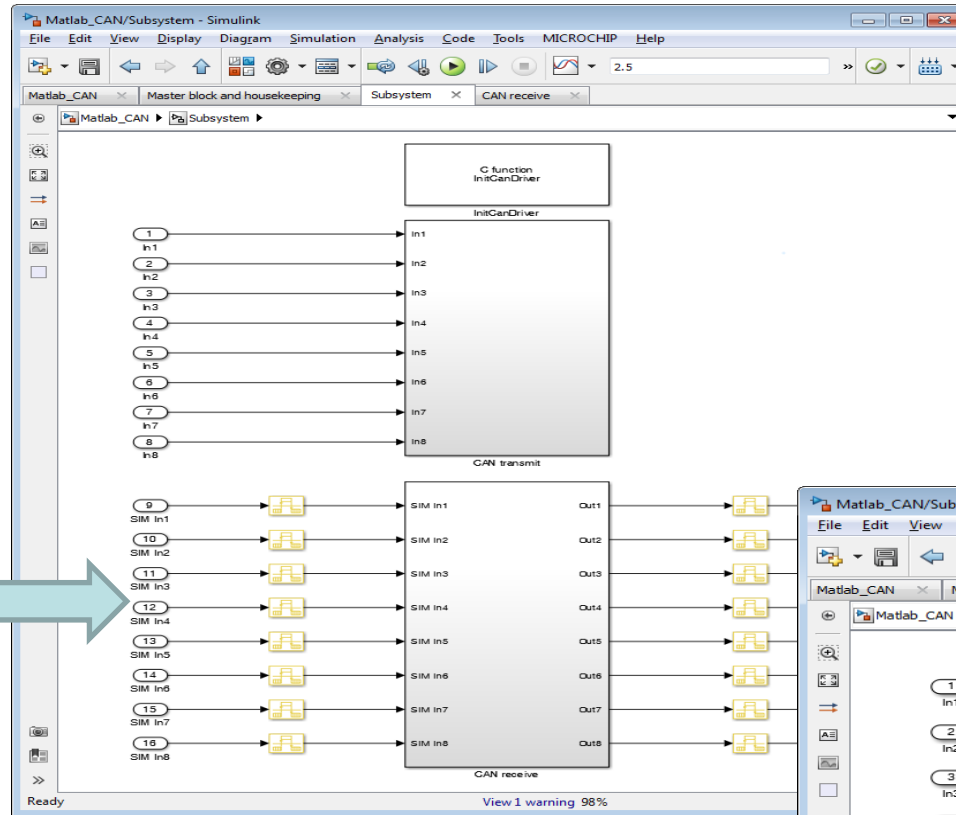 Matlab_CAN/Subsystem - Simulink
File Edit View Display Diagram Simulation Analysis Code Tools MICROCHIP Help
2.5 »
Matlab_CAN Master block and housekeeping Subsystem CAN receive
Matlab_CAN Subsystem
C function
InitCanDriver
InitCanDriver
1 In1
In1
2 In2
In2
3 In3
In3
4 In4
In4
5 In5
In5
6 In6
In6
7 In7
In7
8 In8
In8
CAN transmit
9 SIM In1 Out1
SIM In1
10 SIM In2 Out2
SIM In2
11 SIM In3 Out3
SIM In3
12 SIM In4 Out4
SIM In4
13 SIM In5 Out5
SIM In5
14 SIM In6 Out6
SIM In6
15 SIM In7 Out7
SIM In7
16 SIM In8 Out8
SIM In8
CAN receive
Ready View 1 warning 98%
Matlab_CAN/Sub
File Edit View
Matlab_CAN M
Matlab_CAN
1
In1
2
In2
3
In3